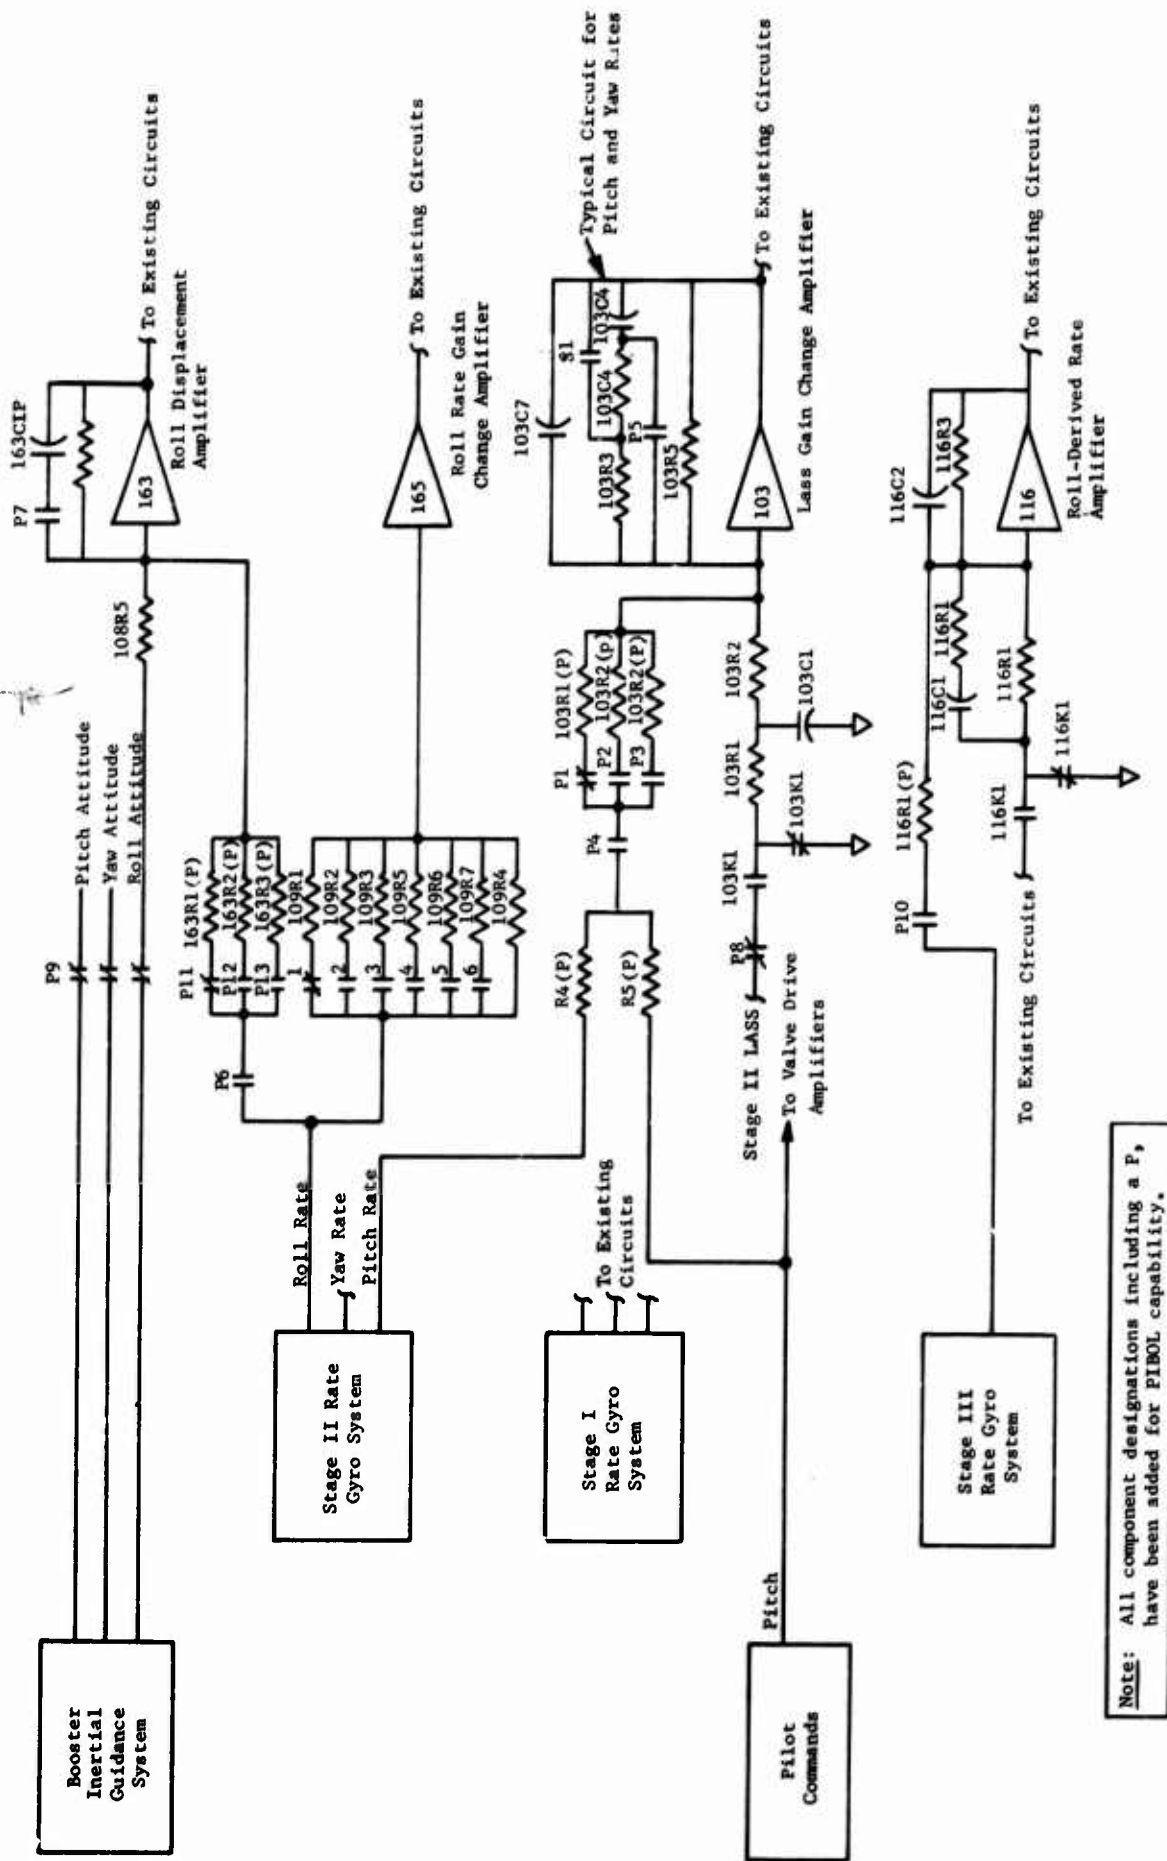 Booster
Inertial
Guidance
System
P9
Pitch Attitude
Yaw Attitude
Roll Attitude
108R5
P7
163CIP
163
To Existing Circuits
Roll Displacement
Amplifier
P11
163R1(P)
P12
163R2(P)
P13
163R3(P)
P6
1
109R1
2
109R2
3
109R3
4
109R5
5
109R6
6
109R7
109R4
165
To Existing Circuits
Roll Rate Gain
Change Amplifier
Stage II Rate
Gyro System
Roll Rate
Yaw Rate
Pitch Rate
R4(P)
R5(P)
P4
P1
103R1(P)
P2
103R2(p)
P3
103R2(P)
Stage I
Rate Gyro
System
To Existing
Circuits
103C7
S1
103R3
103C4
103C4
P5
103R5
Typical Circuit for
Pitch and Yaw Rates
103
To Existing Circuits
Lass Gain Change Amplifier
Stage II LASS
P8
103K1
103K1
103R1
103R2
103C1
Pilot
Commands
Pitch
To Valve Drive
Amplifiers
Stage III
Rate Gyro
System
P10
116R1(P)
116C2
116C1
116R1
116R3
To Existing Circuits
116K1
116K1
116R1
116
To Existing Circuits
Roll-Derived Rate
Amplifier
Note: All component designations including a P,
have been added for PIBOL capability.